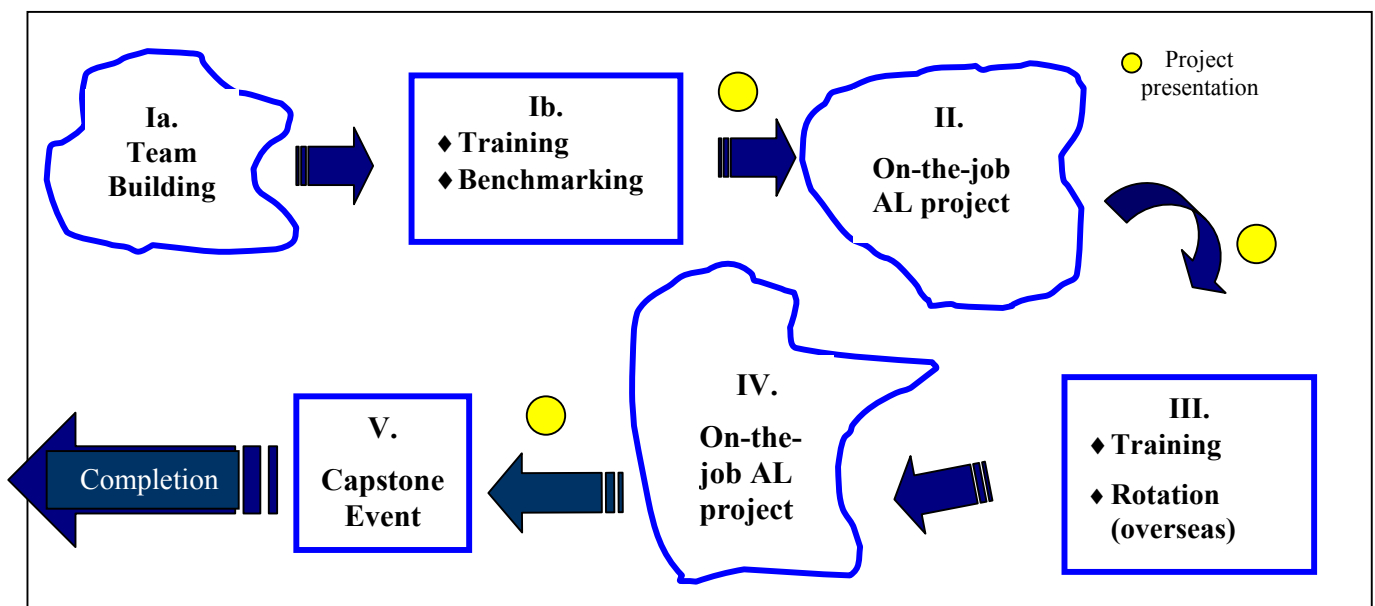 Ia.
Team
Building
Ib.
♦ Training
♦ Benchmarking
II.
On-the-job
AL project
Project
presentation
III.
♦ Training
♦ Rotation
(overseas)
IV.
On-the-
job AL
project
V.
Capstone
Event
Completion